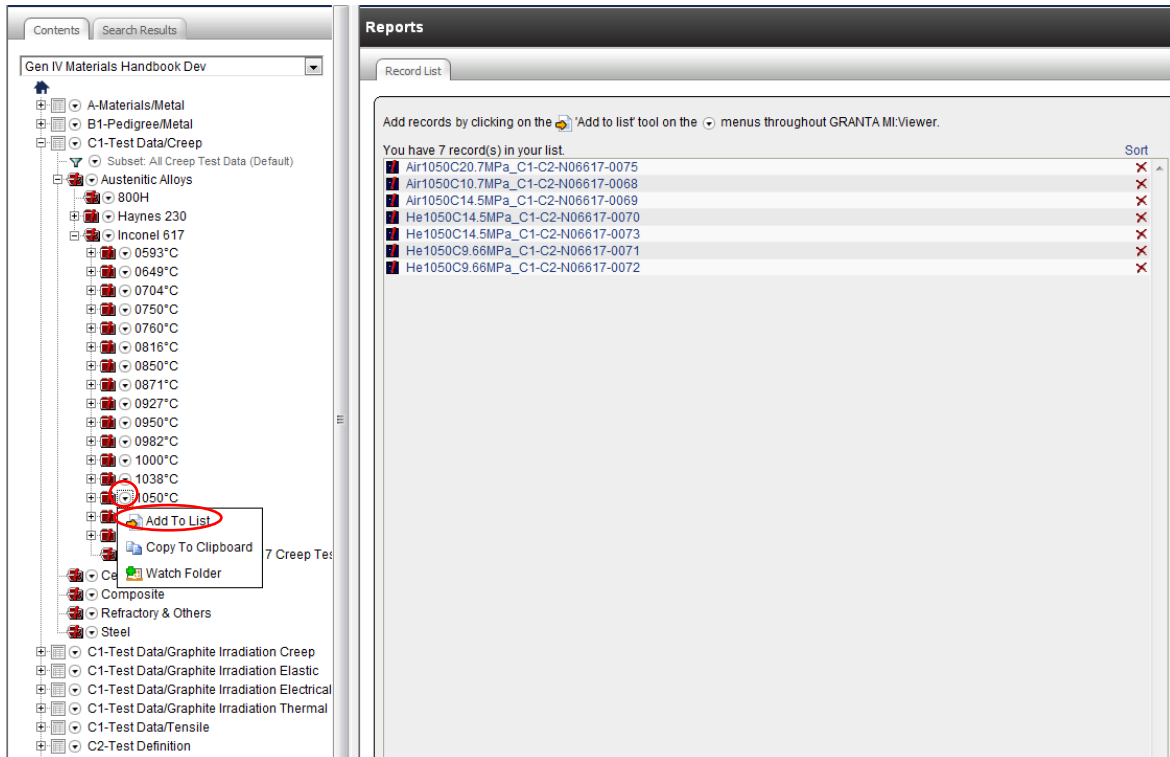 Contents
Search Results
Gen IV Materials Handbook Dev
A-Materials/Metal
B1-Pedigree/Metal
C1-Test Data/Creep
Subset: All Creep Test Data (Default)
Austenitic Alloys
800H
Haynes 230
Inconel 617
0593°C
0649°C
0704°C
0750°C
0760°C
0816°C
0850°C
0871°C
0927°C
0950°C
0982°C
1000°C
1038°C
1050°C
Add To List
Copy To Clipboard
7 Creep Tes
Watch Folder
Ce
Composite
Refractory & Others
Steel
C1-Test Data/Graphite Irradiation Creep
C1-Test Data/Graphite Irradiation Elastic
C1-Test Data/Graphite Irradiation Electrical
C1-Test Data/Graphite Irradiation Thermal
C1-Test Data/Tensile
C2-Test Definition
Reports
Record List
Add records by clicking on the 'Add to list' tool on the menus throughout GRANTA MI:Viewer.
You have 7 record(s) in your list.
Sort
Air1050C20.7MPa_C1-C2-N06617-0075
Air1050C10.7MPa_C1-C2-N06617-0068
Air1050C14.5MPa_C1-C2-N06617-0069
He1050C14.5MPa_C1-C2-N06617-0070
He1050C14.5MPa_C1-C2-N06617-0073
He1050C9.66MPa_C1-C2-N06617-0071
He1050C9.66MPa_C1-C2-N06617-0072